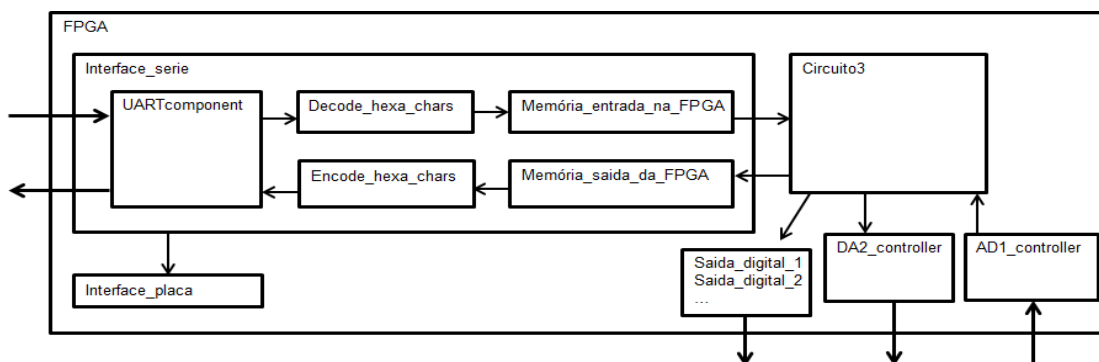 FPGA
Interface_serie
Circuito3
UARTcomponent
Decode_hexa_chars
Memória_entrada_na_FPGA
Encode_hexa_chars
Memória_saida_da_FPGA
Saida_digital_1
Saida_digital_2
...
DA2_controller
AD1_controller
Interface_placa